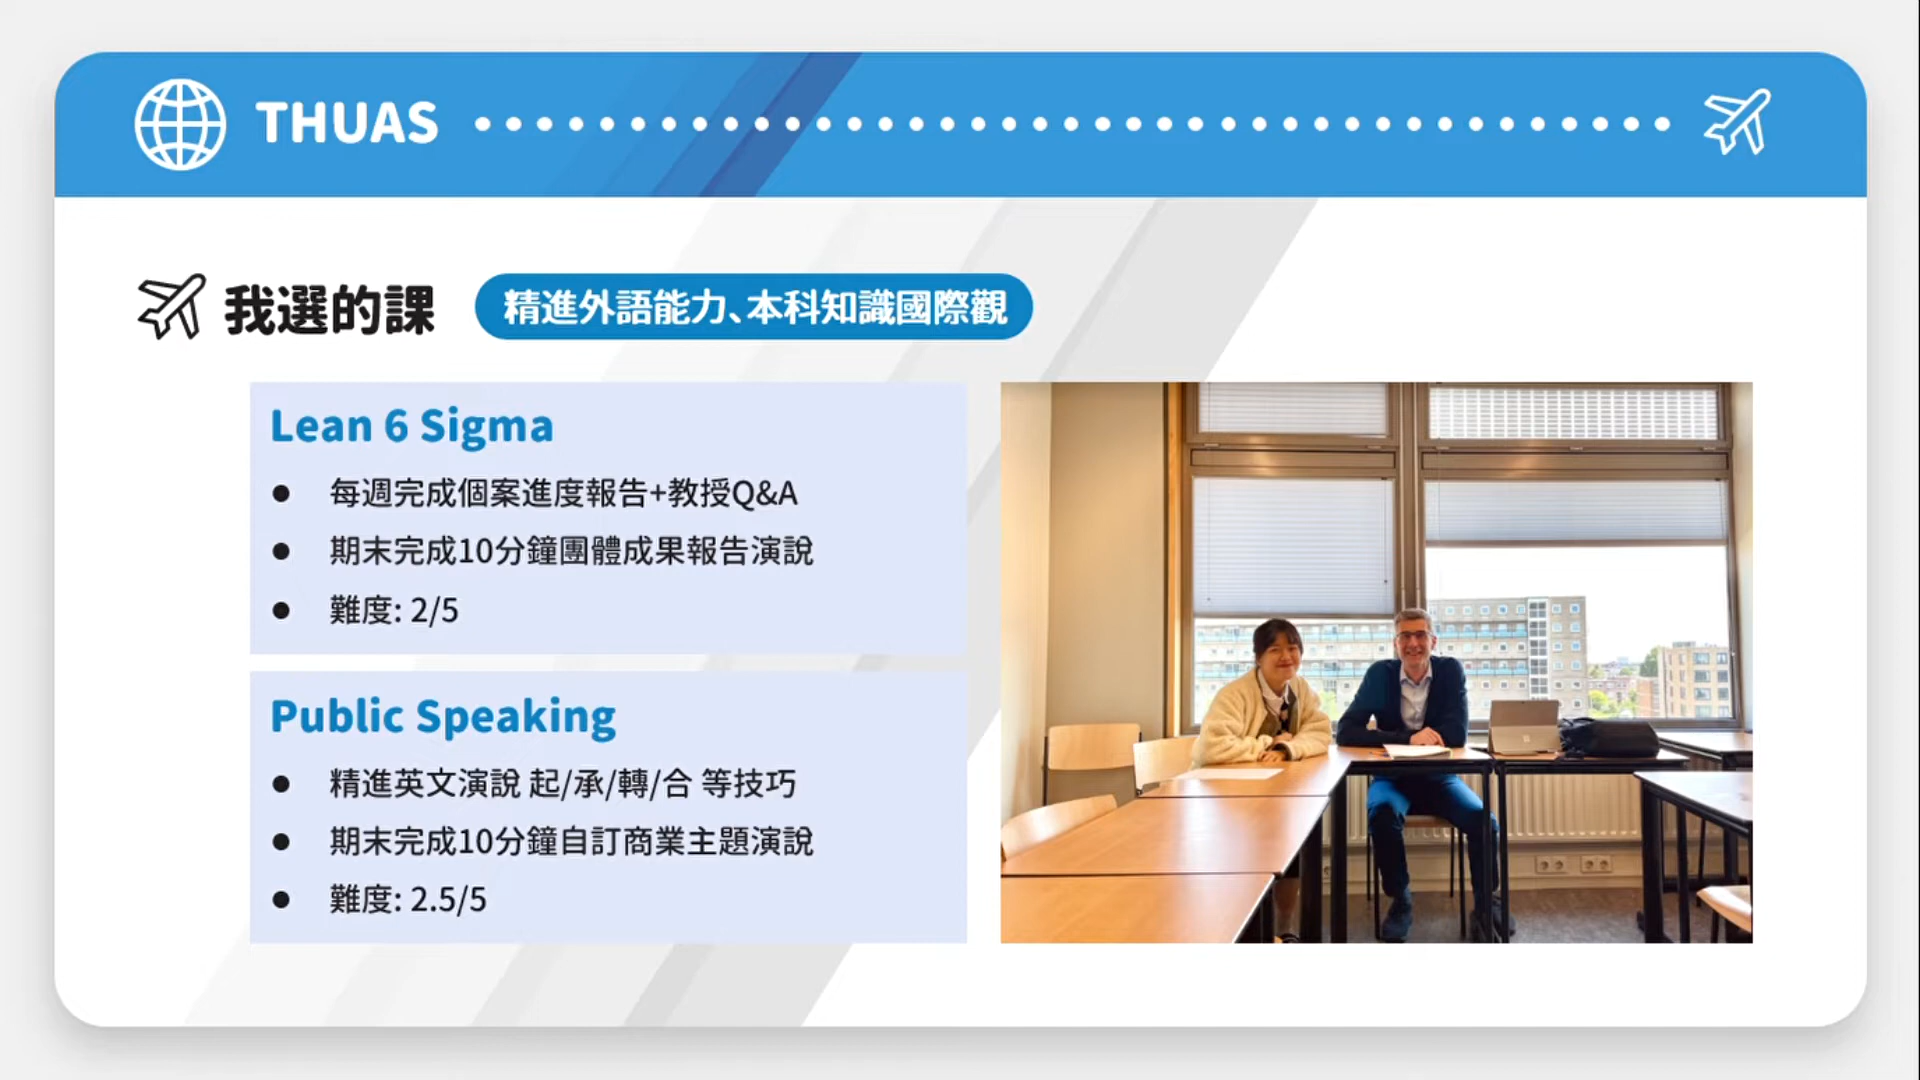 THUAS
我選的課
精進外語能力、本科知識國際觀
Lean 6 Sigma
● 每週完成個案進度報告+教授Q&A
● 期末完成10分鐘團體成果報告演說
● 難度: 2/5
Public Speaking
● 精進英文演說 起/承/轉/合 等技巧
● 期末完成10分鐘自訂商業主題演說
● 難度: 2.5/5